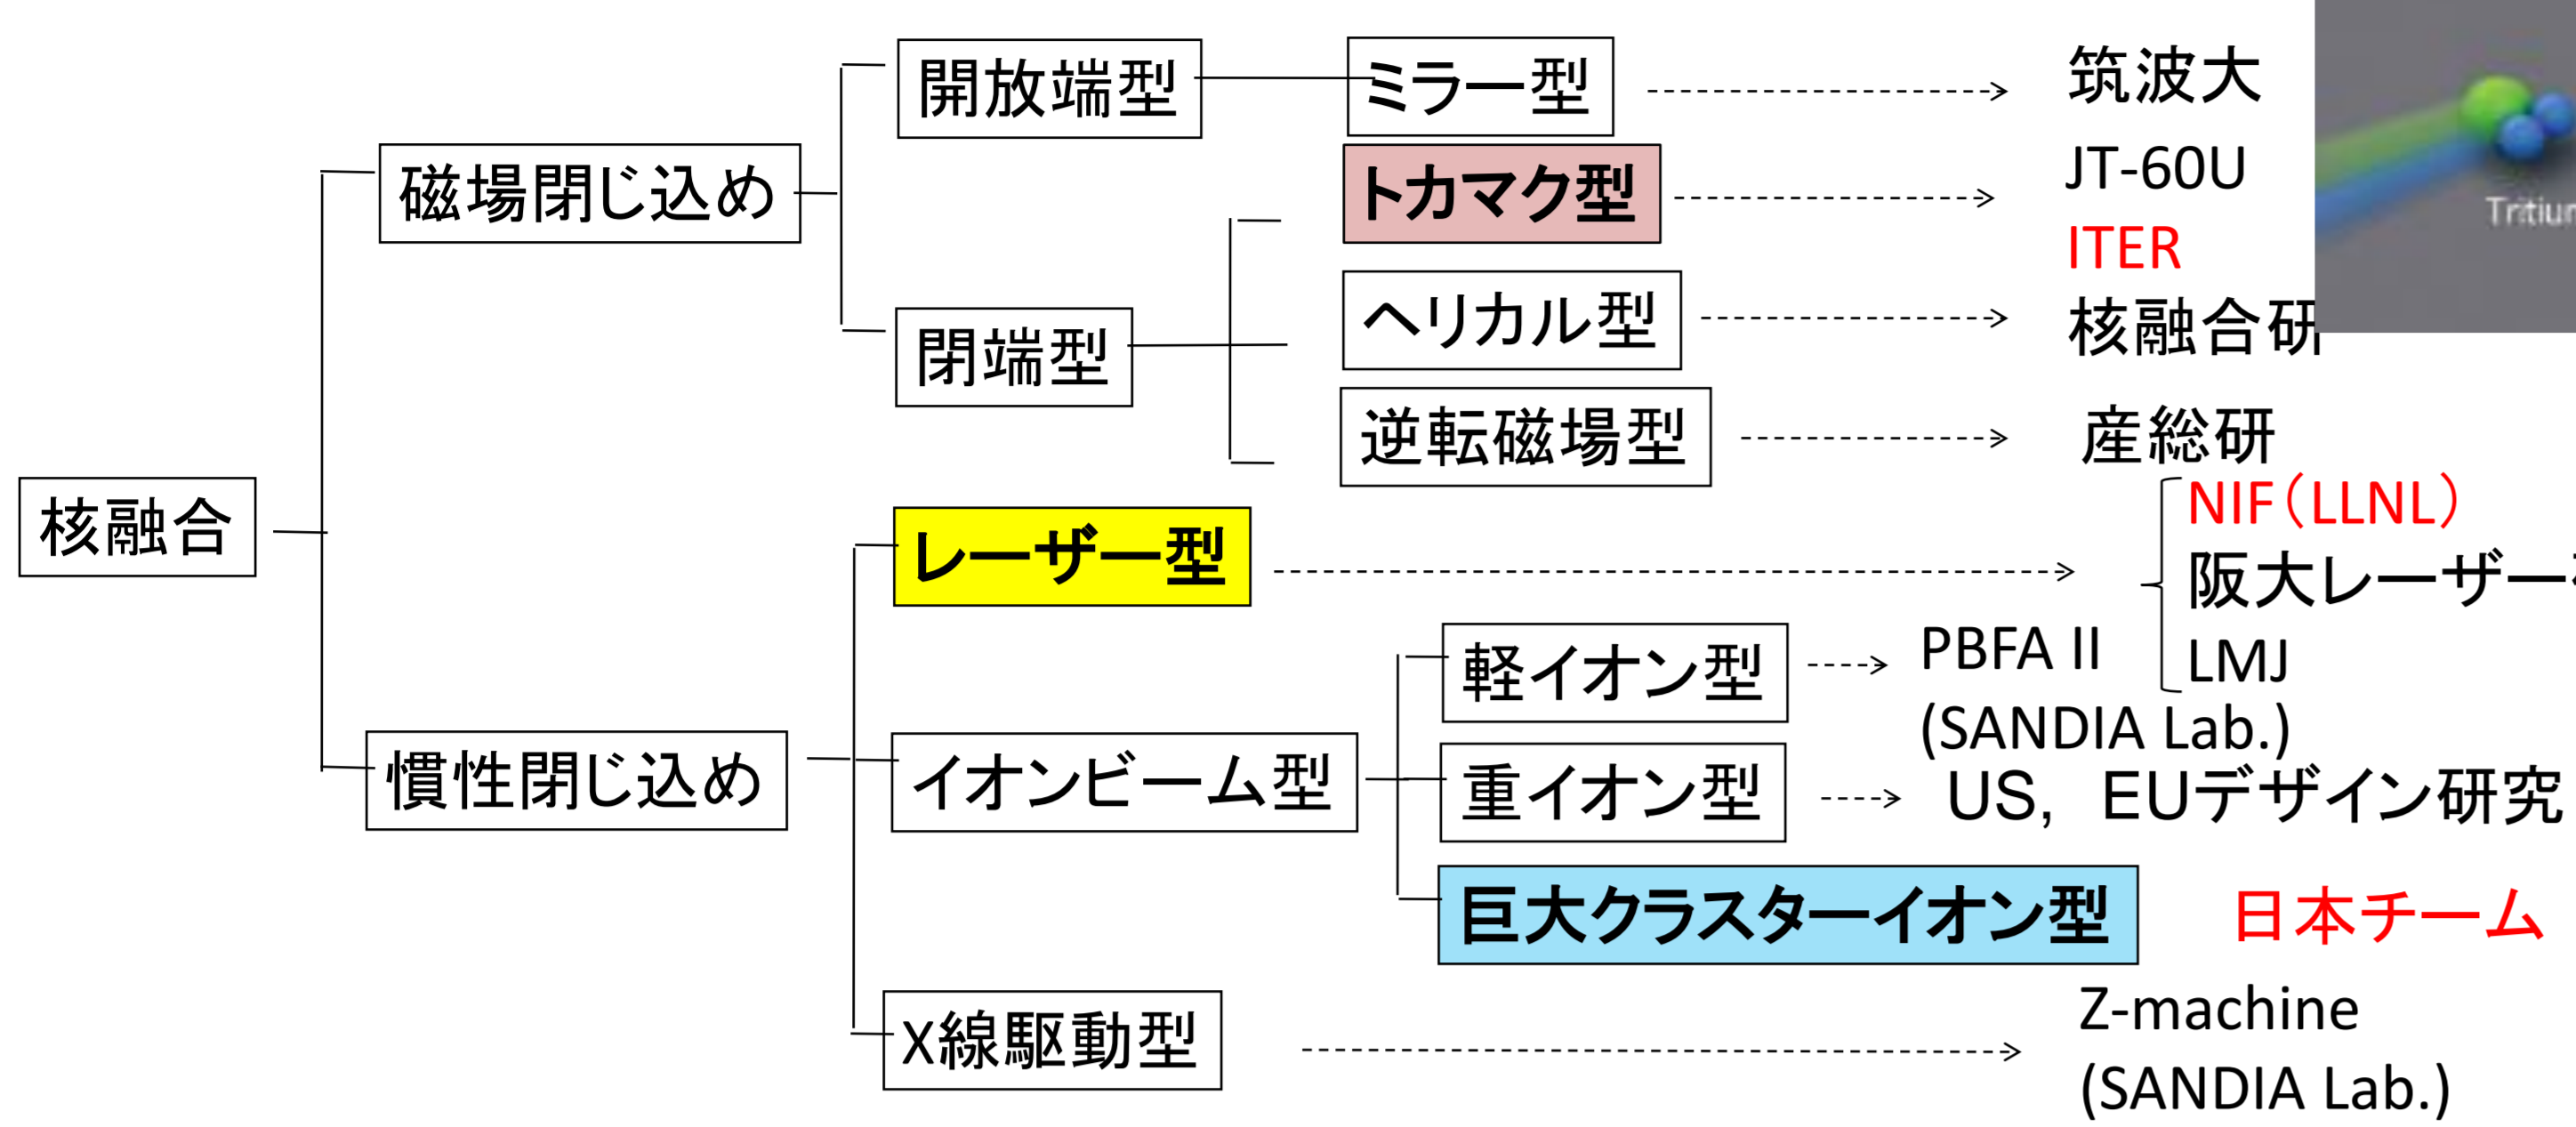 核融合
磁場閉じ込め
開放端型
ミラー型
筑波大
トカマク型
JT-60U
ITER
閉端型
ヘリカル型
核融合研
逆転磁場型
産総研
慣性閉じ込め
レーザー型
NIF（LLNL）
阪大レーザー
LMJ
イオンビーム型
軽イオン型
PBFA II
(SANDIA Lab.)
重イオン型
US, EUデザイン研究
巨大クラスターイオン型
日本チーム
X線駆動型
Z-machine
(SANDIA Lab.)